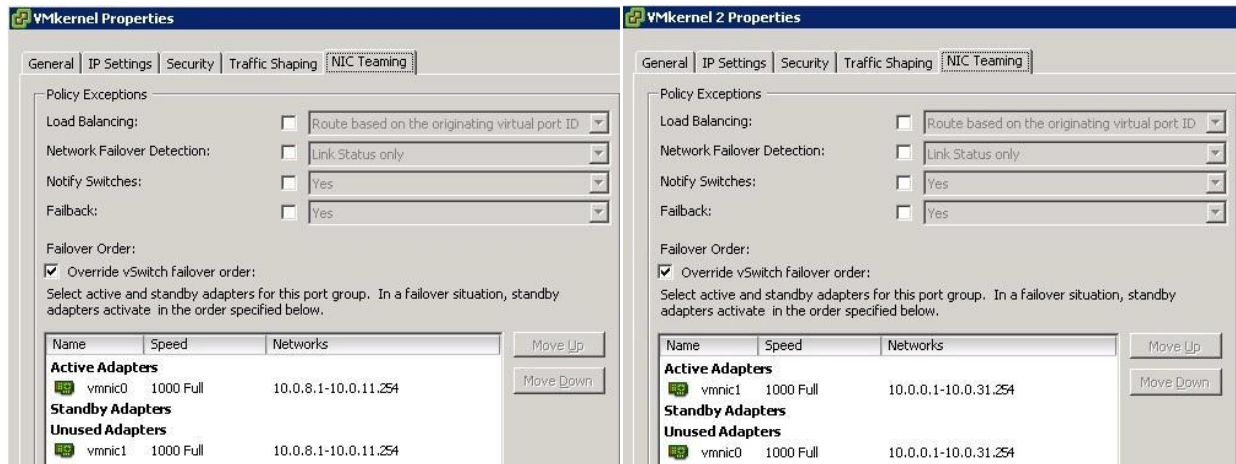 VMkernel Properties
General IP Settings Security Traffic Shaping NIC Teaming
Policy Exceptions
Load Balancing: Route based on the originating virtual port ID
Network Failover Detection: Link Status only
Notify Switches: Yes
Failback: Yes
Failover Order:
Override vSwitch failover order:
Select active and standby adapters for this port group. In a failover situation, standby
adapters activate in the order specified below.
Name Speed Networks
Move Up
Active Adapters
vmnic0 1000 Full 10.0.8.1-10.0.11.254
Move Down
Standby Adapters
Unused Adapters
vmnic1 1000 Full 10.0.8.1-10.0.11.254
VMkernel 2 Properties
General IP Settings Security Traffic Shaping NIC Teaming
Policy Exceptions
Load Balancing: Route based on the originating virtual port ID
Network Failover Detection: Link Status only
Notify Switches: Yes
Failback: Yes
Failover Order:
Override vSwitch failover order:
Select active and standby adapters for this port group. In a failover situation, standby
adapters activate in the order specified below.
Name Speed Networks
Move Up
Active Adapters
vmnic1 1000 Full 10.0.0.1-10.0.31.254
Move Down
Standby Adapters
Unused Adapters
vmnic0 1000 Full 10.0.0.1-10.0.31.254